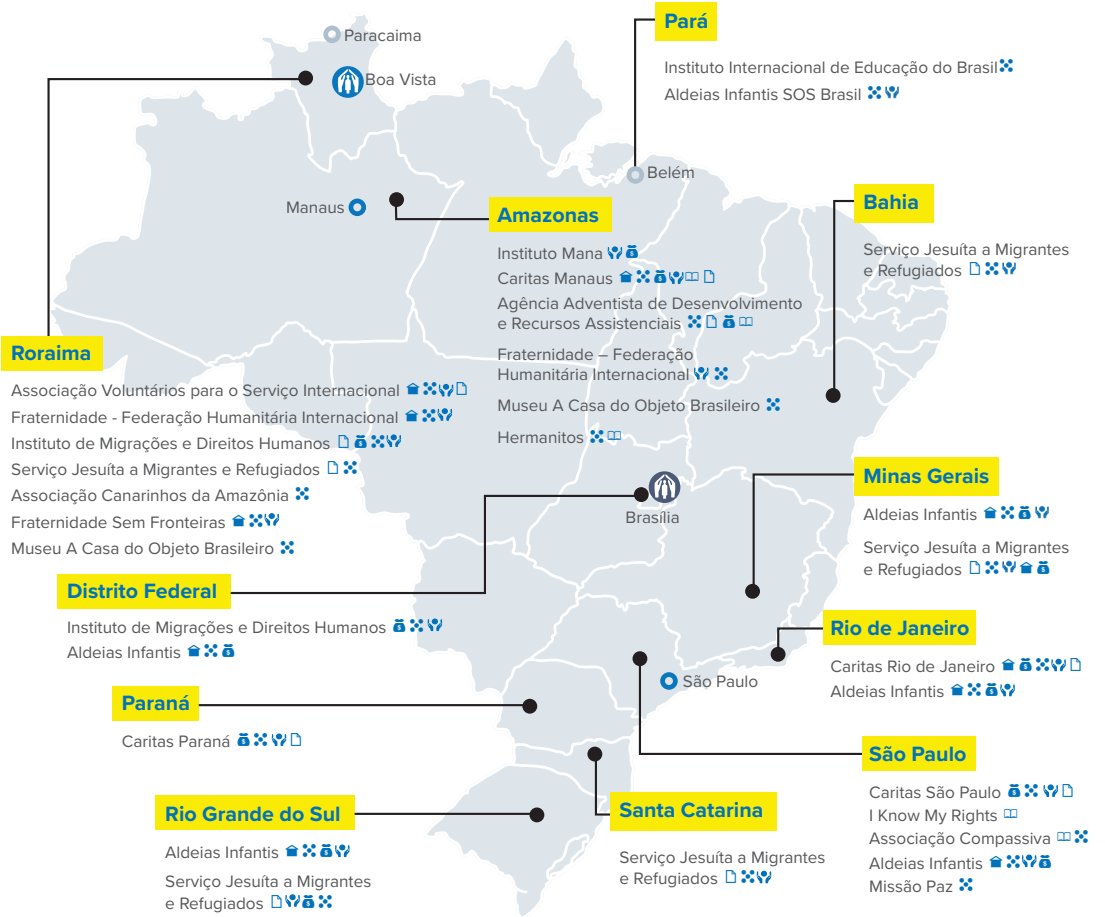 Paracaima
Boa Vista
Pará
Instituto Internacional de Educação do Brasil
Aldeias Infantis SOS Brasil
Belém
Manaus
Amazonas
Instituto Mana
Caritas Manaus
Agência Adventista de Desenvolvimento
e Recursos Assistenciais
Fraternidade – Federação
Humanitária Internacional
Museu A Casa do Objeto Brasileiro
Hermanitos
Bahia
Serviço Jesuíta a Migrantes
e Refugiados
Roraima
Associação Voluntários para o Serviço Internacional
Fraternidade - Federação Humanitária Internacional
Instituto de Migrações e Direitos Humanos
Serviço Jesuíta a Migrantes e Refugiados
Associação Canarinhos da Amazônia
Fraternidade Sem Fronteiras
Museu A Casa do Objeto Brasileiro
Brasília
Minas Gerais
Aldeias Infantis
Serviço Jesuíta a Migrantes
e Refugiados
Distrito Federal
Instituto de Migrações e Direitos Humanos
Aldeias Infantis
Rio de Janeiro
Caritas Rio de Janeiro
Aldeias Infantis
São Paulo
Paraná
Caritas Paraná
São Paulo
Caritas São Paulo
I Know My Rights
Associação Compassiva
Aldeias Infantis
Missão Paz
Rio Grande do Sul
Aldeias Infantis
Serviço Jesuíta a Migrantes
e Refugiados
Santa Catarina
Serviço Jesuíta a Migrantes
e Refugiados